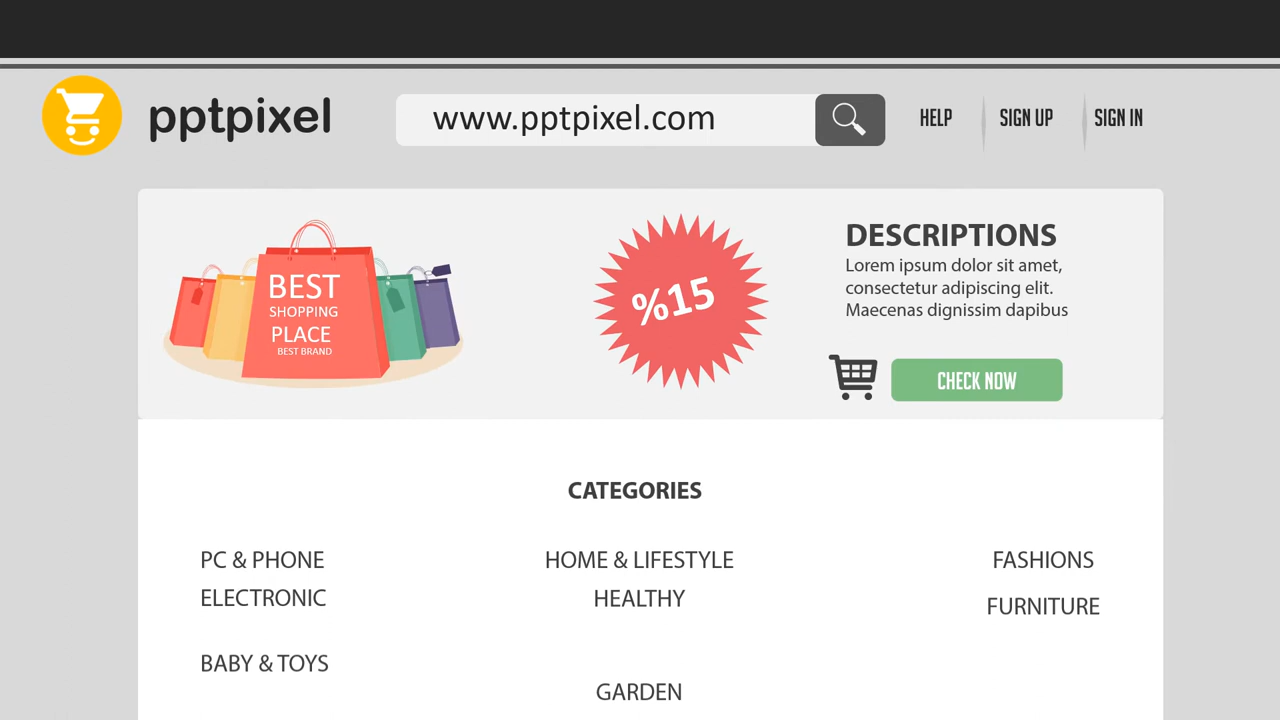 pptpixel
www.pptpixel.com
HELP
SIGN UP
SIGN IN
BEST
SHOPPING
PLACE
BEST BRAND
%15
DESCRIPTIONS
Lorem ipsum dolor sit amet,
consectetur adipiscing elit.
Maecenas dignissim dapibus
CHECK NOW
CATEGORIES
PC & PHONE
HOME & LIFESTYLE
FASHIONS
ELECTRONIC
HEALTHY
FURNITURE
BABY & TOYS
GARDEN